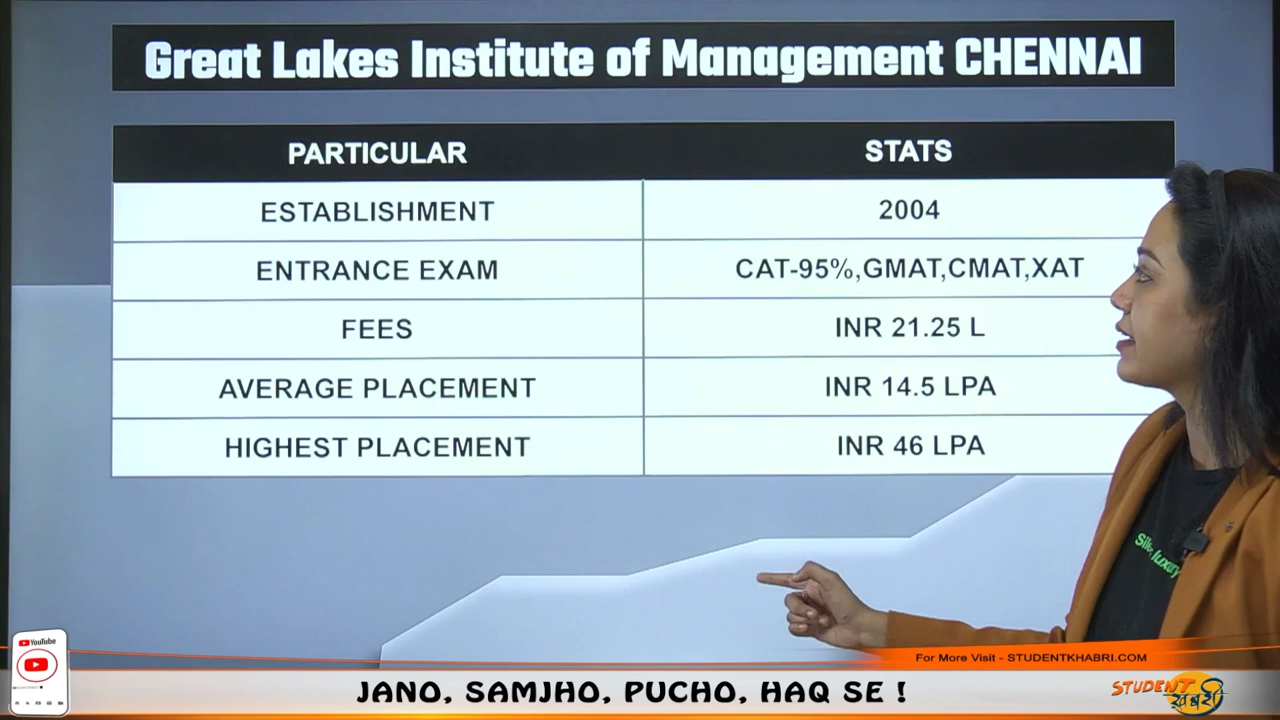 Great Lakes Institute of Management CHENNAI
PARTICULAR STATS
ESTABLISHMENT 2004
ENTRANCE EXAM CAT-95%,GMAT,CMAT,XAT
FEES INR 21.25 L
AVERAGE PLACEMENT INR 14.5 LPA
HIGHEST PLACEMENT INR 46 LPA
luxury
YouTube
For More Visit - STUDENTKHABRI.COM
JANO, SAMJHO, PUCHO, HAQ SE !
STUDENT
खबरी